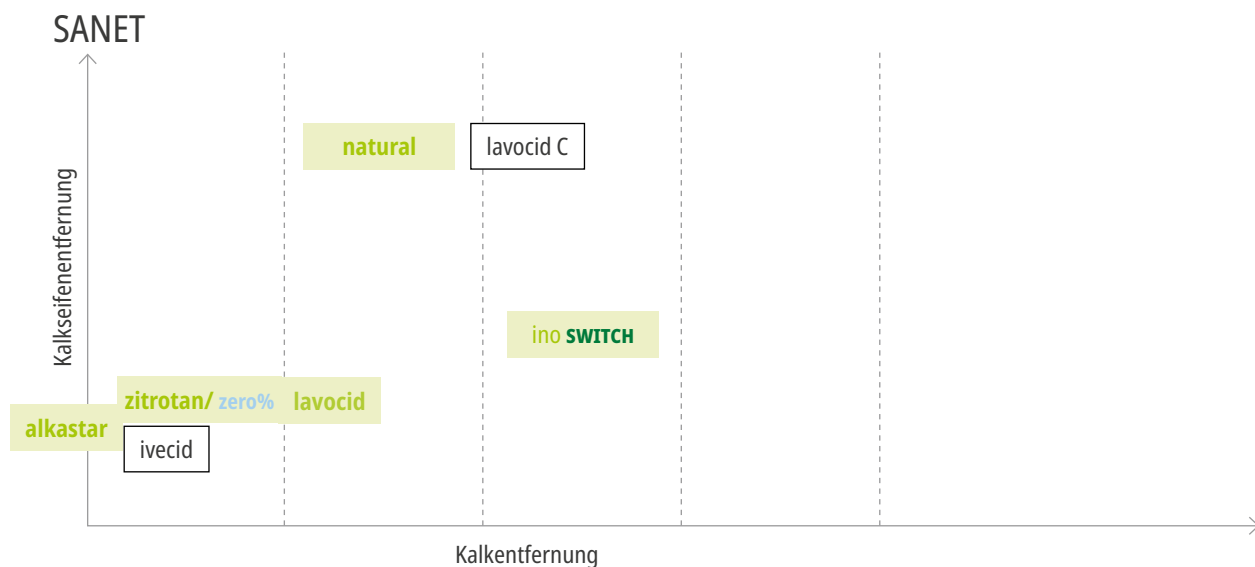 SANET
Kalkseifenentfernung
natural
lavocid C
ino SWITCH
zitrotan/ zero%
lavocid
alkastar
ivecid
Kalkentfernung